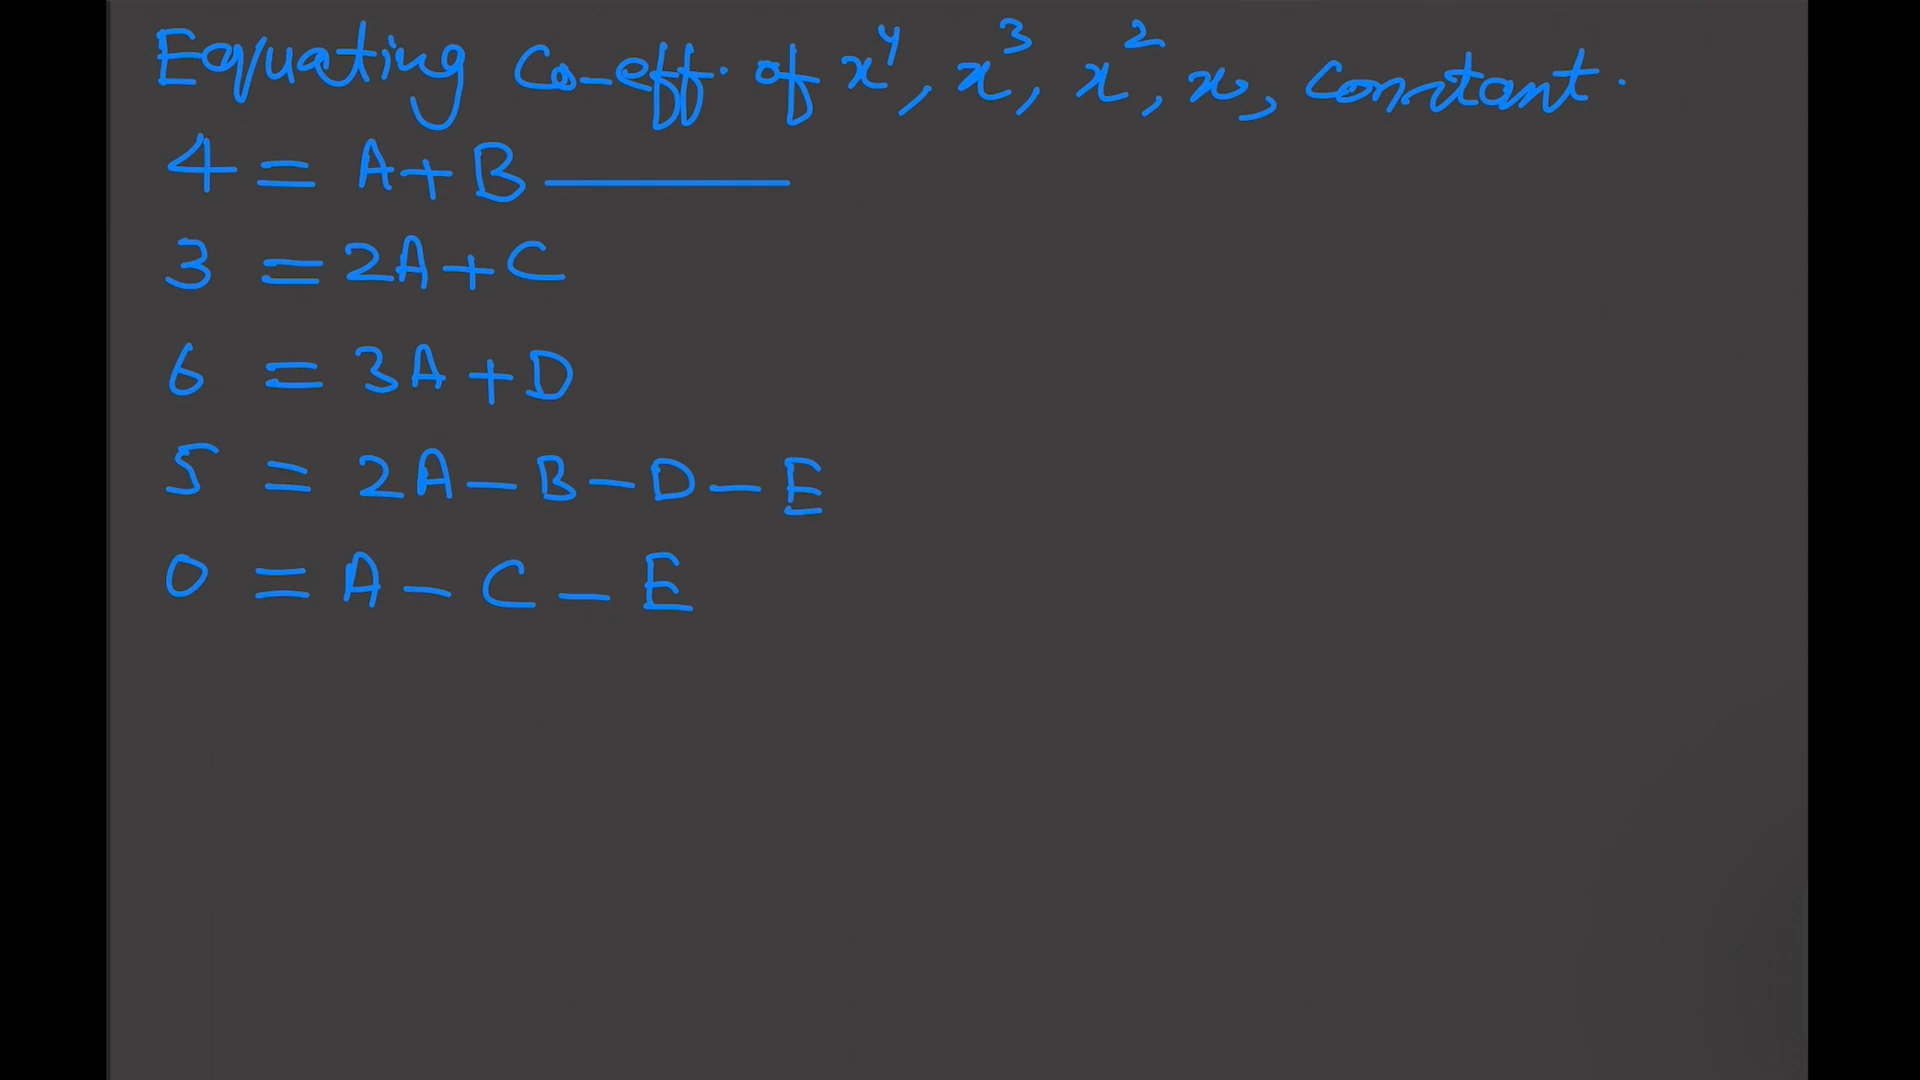 Equating Co-eff. of x⁴, x³, x², x, constant.
4 = A+B ———
3 = 2A+C
6 = 3A+D
5 = 2A-B-D-E
0 = A-C-E